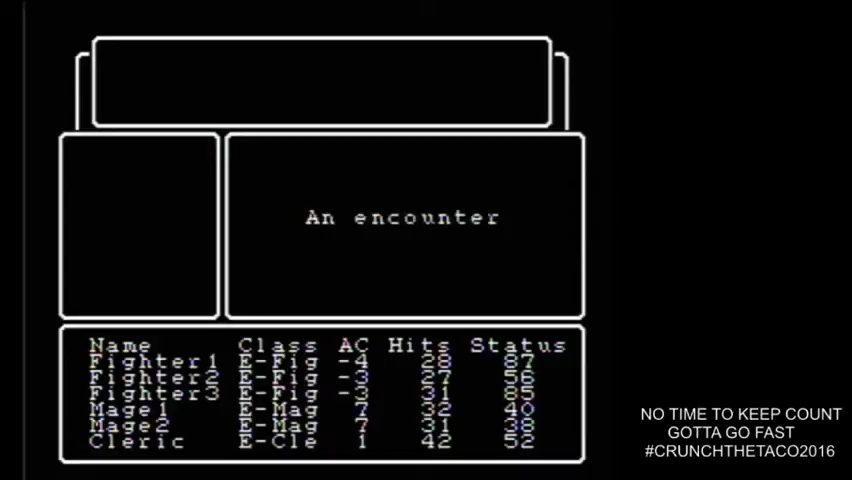 An encounter
Name Class AC Hits Status
Fighter1 E-Fig -4 28 87
Fighter2 E-Fig -3 27 56
Fighter3 E-Fig -3 31 85
Mage1 E-Mag 7 32 40
Mage2 E-Mag 7 31 38
Cleric E-Cle 1 42 52
NO TIME TO KEEP COUNT
GOTTA GO FAST
#CRUNCHTHETACO2016